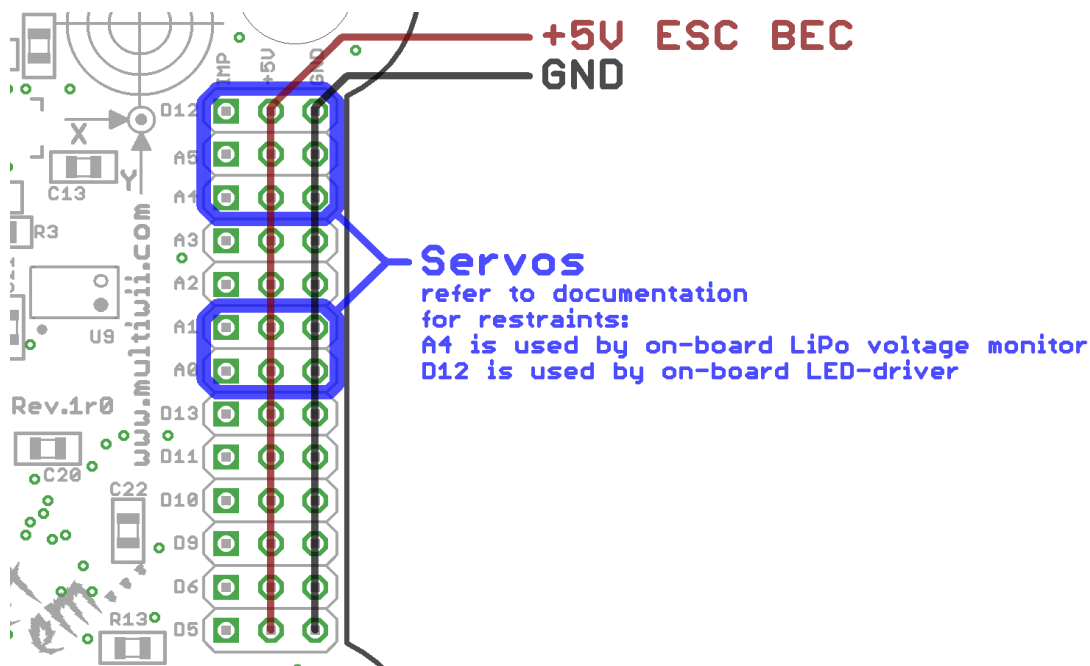 +5V ESC BEC
GND
IMP
+5V
GND
D12
A5
A4
A3
A2
A1
A0
D13
D11
D10
D9
D6
D5
X
Y
C13
R3
U9
www.multiwii.com
Rev.1r0
C20
C22
R13
Servos
refer to documentation
for restraints:
A4 is used by on-board LiPo voltage monitor
D12 is used by on-board LED-driver